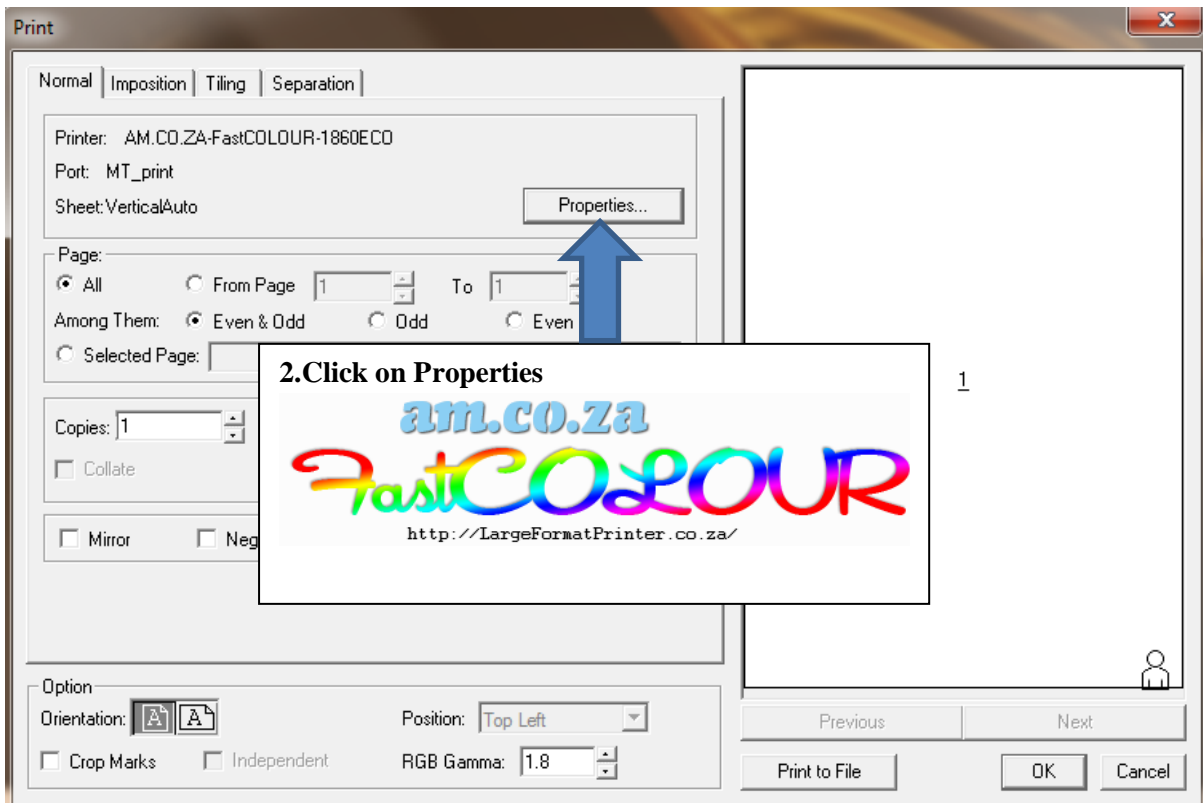 Print
Normal Imposition Tiling Separation
Printer: AM.CO.ZA-FastCOLOUR-1860ECO
Port: MT_print
Sheet:VerticalAuto
Properties...
Page:
All From Page 1 To 1
Among Them: Even & Odd Odd Even
Selected Page:
2.Click on Properties
am.co.za
FastCOLOUR
http://LargeFormatPrinter.co.za/
Copies: 1
Collate
Mirror
1
Option
Orientation: A A Position: Top Left
Crop Marks Independent RGB Gamma: 1.8
Previous Next
Print to File OK Cancel